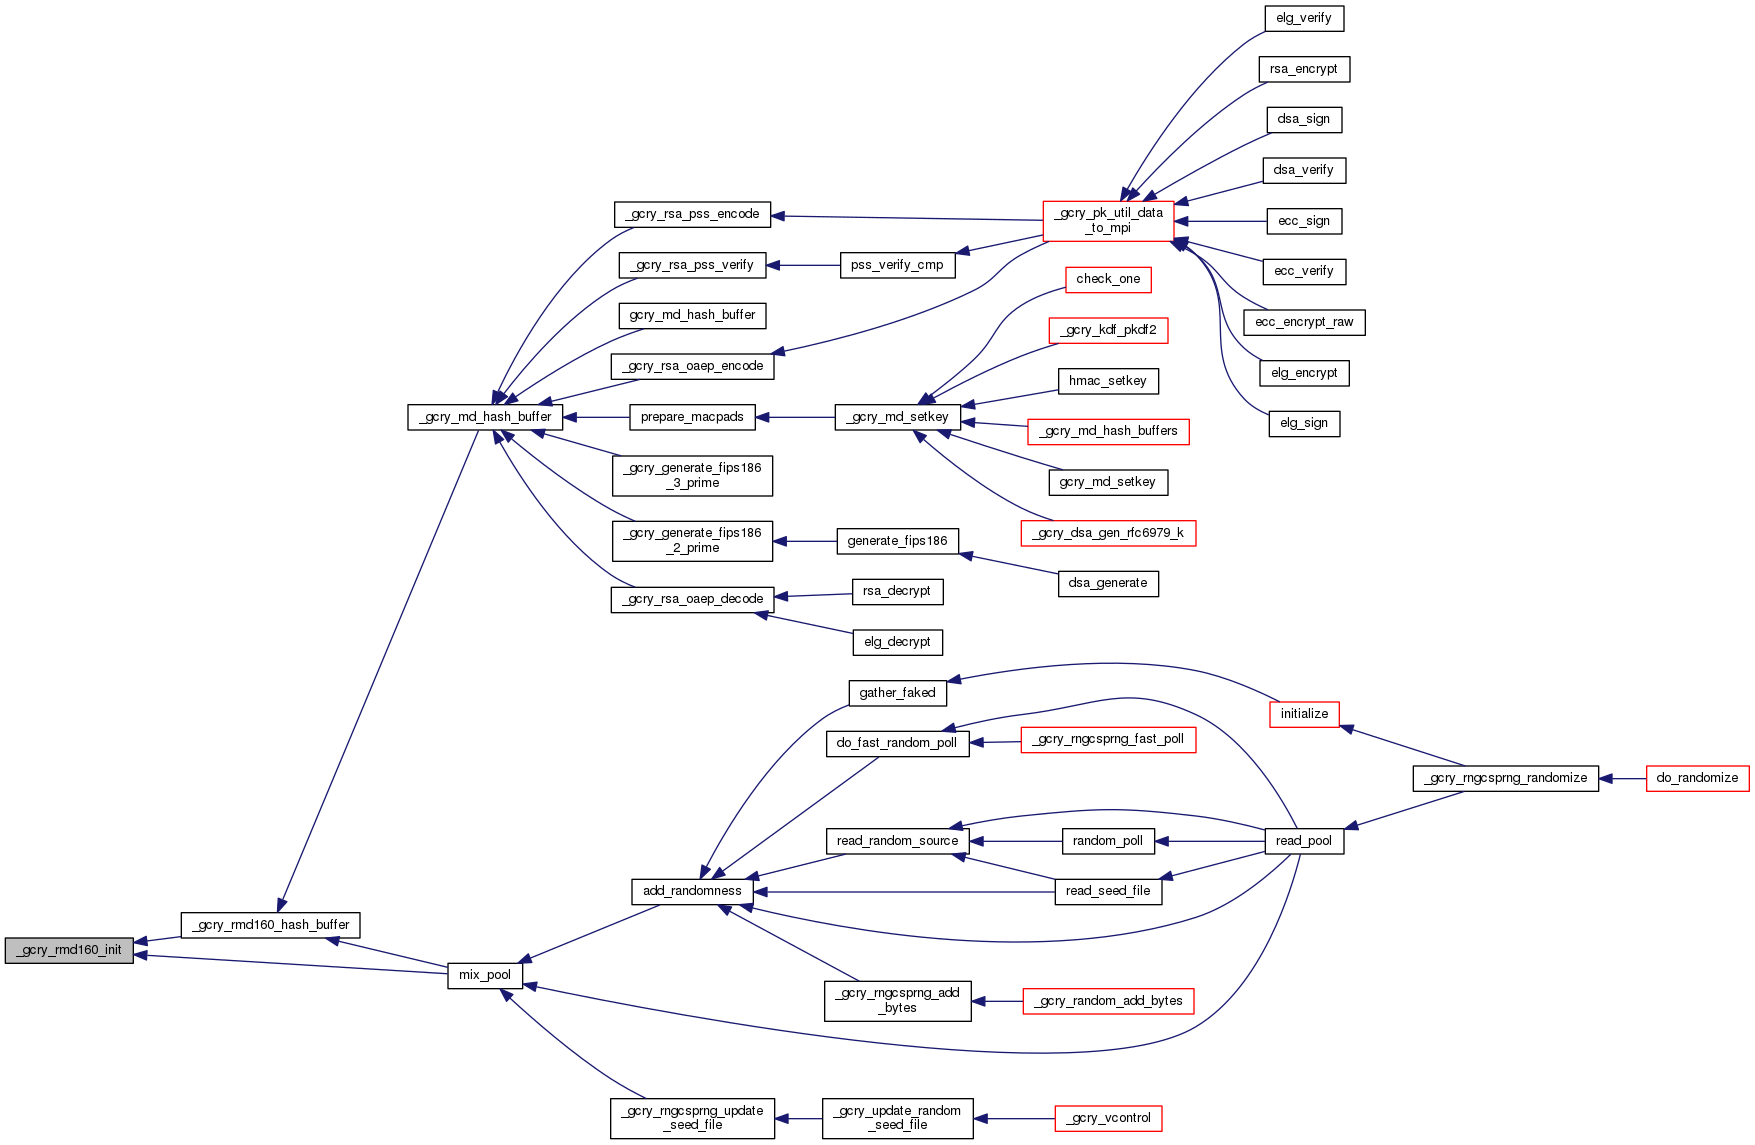 elg_verify
rsa_encrypt
dsa_sign
dsa_verify
_gcry_rsa_pss_encode
_gcry_pk_util_data
_to_mpi
ecc_sign
_gcry_rsa_pss_verify
pss_verify_cmp
ecc_verify
check_one
gcry_md_hash_buffer
_gcry_kdf_pkdf2
ecc_encrypt_raw
_gcry_rsa_oaep_encode
hmac_setkey
elg_encrypt
_gcry_md_hash_buffer
prepare_macpads
_gcry_md_setkey
_gcry_md_hash_buffers
elg_sign
_gcry_generate_fips186
_3_prime
gcry_md_setkey
_gcry_generate_fips186
_2_prime
generate_fips186
_gcry_dsa_gen_rfc6979_k
dsa_generate
_gcry_rsa_oaep_decode
rsa_decrypt
elg_decrypt
gather_faked
initialize
do_fast_random_poll
_gcry_rngcsprng_fast_poll
_gcry_rngcsprng_randomize
do_randomize
read_random_source
random_poll
read_pool
add_randomness
read_seed_file
_gcry_rmd160_hash_buffer
_gcry_rmd160_init
mix_pool
_gcry_rngcsprng_add
_bytes
_gcry_random_add_bytes
_gcry_rngcsprng_update
_seed_file
_gcry_update_random
_seed_file
_gcry_vcontrol